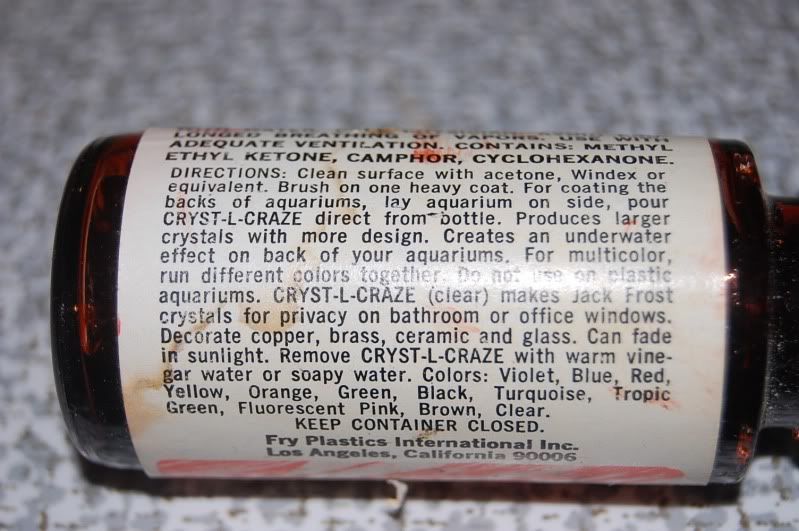 LONGED BREATHING OF VAPORS. USE WITH
ADEQUATE VENTILATION. CONTAINS: METHYL
ETHYL KETONE, CAMPHOR, CYCLOHEXANONE.
DIRECTIONS: Clean surface with acetone, Windex or
equivalent. Brush on one heavy coat. For coating the
backs of aquariums, lay aquarium on side, pour
CRYST-L-CRAZE direct from bottle. Produces larger
crystals with more design. Creates an underwater
effect on back of your aquariums. For multicolor,
run different colors together. Do not use on plastic
aquariums. CRYST-L-CRAZE (clear) makes Jack Frost
crystals for privacy on bathroom or office windows.
Decorate copper, brass, ceramic and glass. Can fade
in sunlight. Remove CRYST-L-CRAZE with warm vine-
gar water or soapy water. Colors: Violet, Blue, Red,
Yellow, Orange, Green, Black, Turquoise, Tropic
Green, Fluorescent Pink, Brown, Clear.
KEEP CONTAINER CLOSED.
Fry Plastics International Inc.
Los Angeles, California 90006